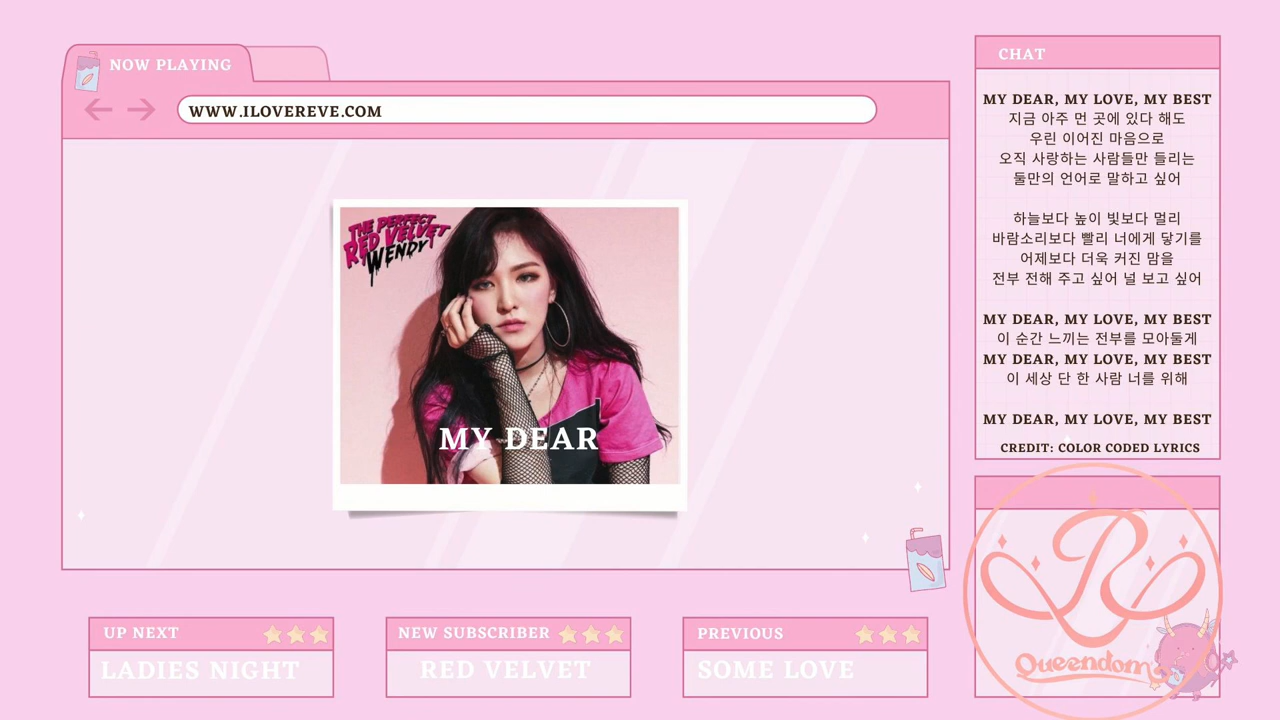 NOW PLAYING
WWW.ILOVEREVE.COM
THE PERFECT
RED VELVET
WENDY
MY DEAR
CHAT
MY DEAR, MY LOVE, MY BEST
지금 아주 먼 곳에 있다 해도
우린 이어진 마음으로
오직 사랑하는 사람들만 들리는
둘만의 언어로 말하고 싶어
하늘보다 높이 빛보다 멀리
바람소리보다 빨리 너에게 닿기를
어제보다 더욱 커진 맘을
전부 전해 주고 싶어 널 보고 싶어
MY DEAR, MY LOVE, MY BEST
이 순간 느끼는 전부를 모아둘게
MY DEAR, MY LOVE, MY BEST
이 세상 단 한 사람 너를 위해
MY DEAR, MY LOVE, MY BEST
CREDIT: COLOR CODED LYRICS
R
Queendom
UP NEXT
LADIES NIGHT
NEW SUBSCRIBER
RED VELVET
PREVIOUS
SOME LOVE